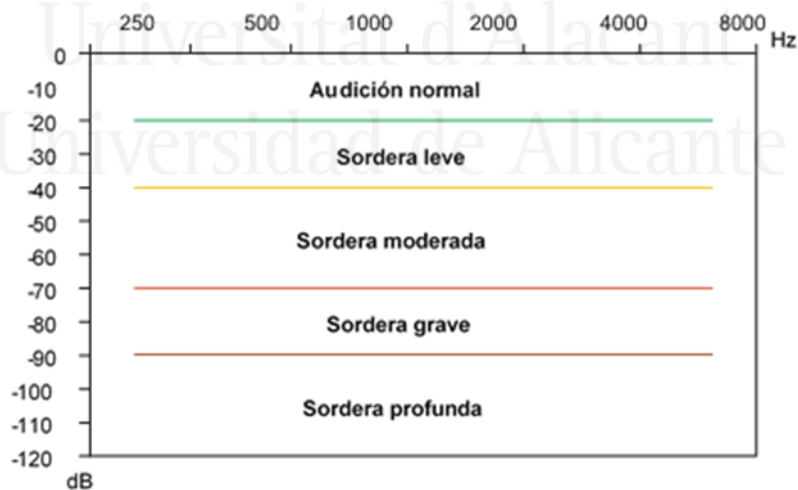 250 500 1000 2000 4000 8000
Hz
Universitat d'Alacant
0
-10
Audición normal
-20
Universidad de Alicante
-30
Sordera leve
-40
-50
Sordera moderada
-60
-70
-80
Sordera grave
-90
-100
Sordera profunda
-110
-120
dB